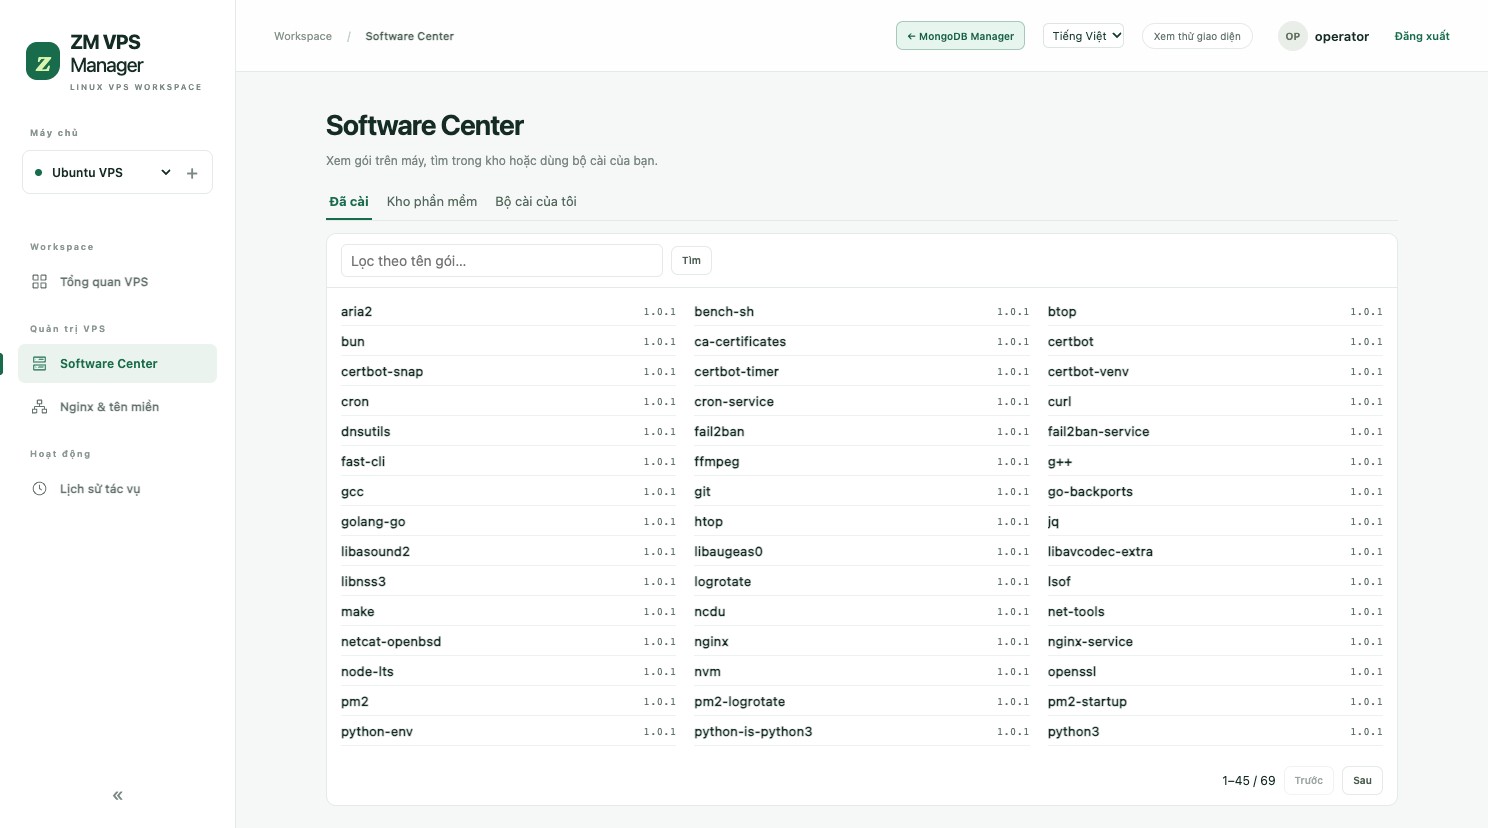 ZM VPS
Manager
LINUX VPS WORKSPACE
Máy chủ
Ubuntu VPS
Workspace
Tổng quan VPS
Quản trị VPS
Software Center
Nginx & tên miền
Hoạt động
Lịch sử tác vụ
«
Workspace / Software Center
← MongoDB Manager
Tiếng Việt
Xem thử giao diện
OP operator
Đăng xuất
Software Center
Xem gói trên máy, tìm trong kho hoặc dùng bộ cài của bạn.
Đã cài Kho phần mềm Bộ cài của tôi
Lọc theo tên gói... Tìm
aria2 1.0.1 bench-sh 1.0.1 btop 1.0.1
bun 1.0.1 ca-certificates 1.0.1 certbot 1.0.1
certbot-snap 1.0.1 certbot-timer 1.0.1 certbot-venv 1.0.1
cron 1.0.1 cron-service 1.0.1 curl 1.0.1
dnsutils 1.0.1 fail2ban 1.0.1 fail2ban-service 1.0.1
fast-cli 1.0.1 ffmpeg 1.0.1 g++ 1.0.1
gcc 1.0.1 git 1.0.1 go-backports 1.0.1
golang-go 1.0.1 htop 1.0.1 jq 1.0.1
libasound2 1.0.1 libaugeas0 1.0.1 libavcodec-extra 1.0.1
libnss3 1.0.1 logrotate 1.0.1 lsof 1.0.1
make 1.0.1 ncdu 1.0.1 net-tools 1.0.1
netcat-openbsd 1.0.1 nginx 1.0.1 nginx-service 1.0.1
node-lts 1.0.1 nvm 1.0.1 openssl 1.0.1
pm2 1.0.1 pm2-logrotate 1.0.1 pm2-startup 1.0.1
python-env 1.0.1 python-is-python3 1.0.1 python3 1.0.1
1–45 / 69 Trước Sau